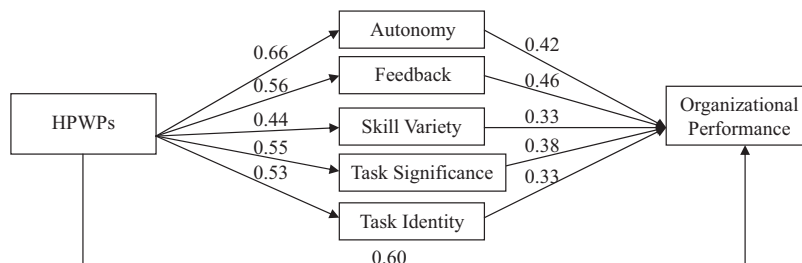 Autonomy
0.66
0.42
Feedback
0.56
0.46
HPWPs
0.44
Skill Variety
0.33
Organizational
Performance
0.55
Task Significance
0.38
0.53
Task Identity
0.33
0.60